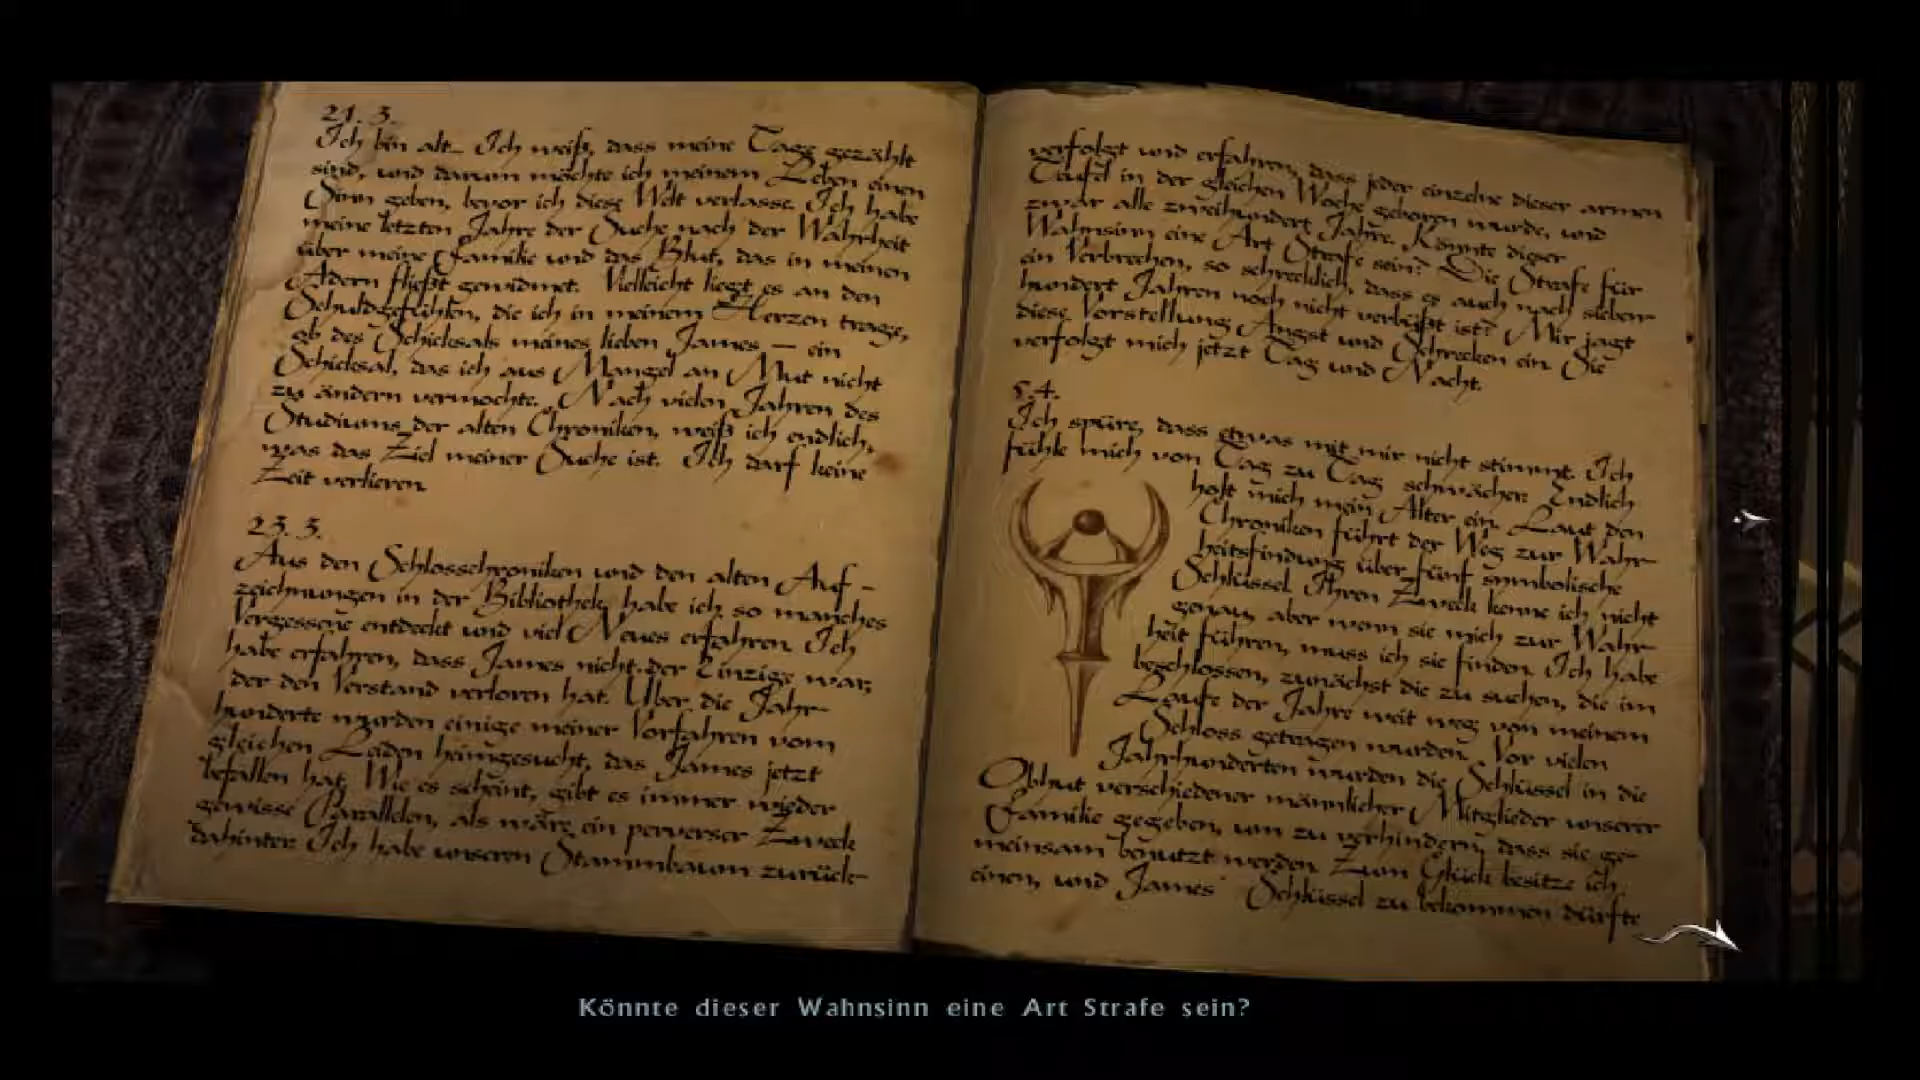 21. 3.
Ich bin alt... Ich weiß, dass meine Tage gezählt
sind, und darum möchte ich meinem Leben einen
Sinn geben, bevor ich diese Welt verlasse. Ich habe
meine letzten Jahre der Suche nach der Wahrheit
über meine Familie und das Blut, das in meinen
Adern fließt gewidmet. Vielleicht liegt es an den
Schuldgefühlen, die ich in meinem Herzen trage,
ob des Schicksals meines lieben James – ein
Schicksal, das ich aus Mangel an Mut nicht
zu ändern vermochte. Nach vielen Jahren des
Studiums der alten Chroniken, weiß ich endlich,
was das Ziel meiner Suche ist. Ich darf keine
Zeit verlieren.
23. 3.
Aus den Schlosschroniken und den alten Auf-
zeichnungen in der Bibliothek, habe ich so manches
Vergessene entdeckt und viel Neues erfahren. Ich
habe erfahren, dass James nicht der Einzige war,
der den Verstand verloren hat. Über die Jahr-
hunderte wurden einige meiner Vorfahren vom
gleichen Leiden heimgesucht, das James jetzt
befallen hat. Wie es scheint, gibt es immer wieder
gewisse Parallelen, als wäre ein perverser Zweck
dahinter. Ich habe unseren Stammbaum zurück-
verfolgt und erfahren, dass jeder einzelne dieser armen
Teufel in der gleichen Woche geboren wurde, und
zwar alle zweihundert Jahre. Könnte dieser
Wahnsinn eine Art Strafe sein? Die Strafe für
ein Verbrechen, so schrecklich, dass es auch nach sieben-
hundert Jahren noch nicht verbüßt ist? Mir jagt
diese Vorstellung Angst und Schrecken ein. Sie
verfolgt mich jetzt Tag und Nacht.
5.4.
Ich spüre, dass etwas mit mir nicht stimmt. Ich
fühle mich von Tag zu Tag schwächer. Endlich
holt mich mein Alter ein. Laut den
Chroniken führt der Weg zur Wahr-
heitsfindung über fünf symbolische
Schlüssel. Ihren Zweck kenne ich nicht
genau, aber wenn sie mich zur Wahr-
heit führen, muss ich sie finden. Ich habe
beschlossen, zunächst die zu suchen, die im
Laufe der Jahre weit weg von meinem
Schloss getragen wurden. Vor vielen
Jahrhunderten wurden die Schlüssel in die
Obhut verschiedener männlicher Mitglieder unserer
Familie gegeben, um zu verhindern, dass sie ge-
meinsam benutzt werden. Zum Glück besitze ich
einen, und James' Schlüssel zu bekommen dürfte
Könnte dieser Wahnsinn eine Art Strafe sein?